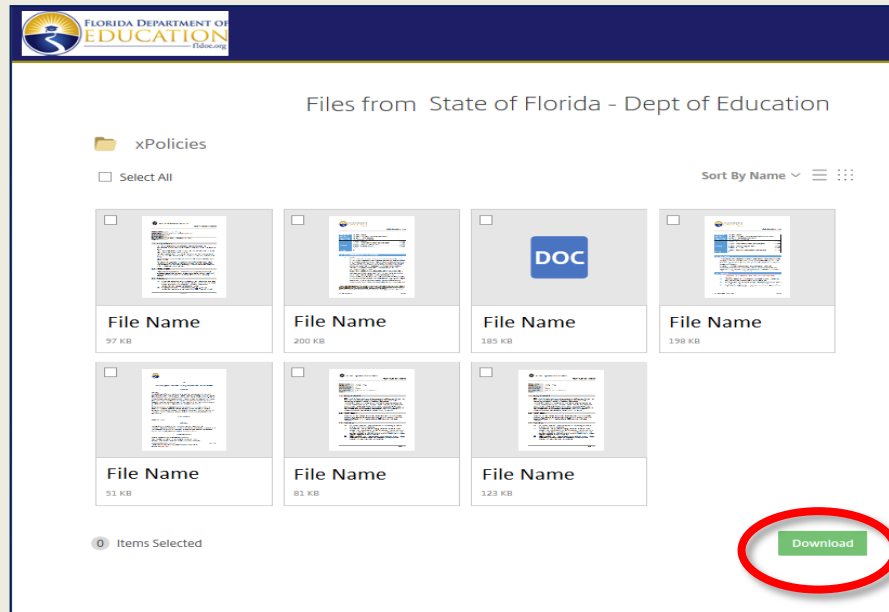 FLORIDA DEPARTMENT OF
EDUCATION
fldoe.org
Files from State of Florida - Dept of Education
xPolicies
Select All
Sort By Name
DOC
File Name
97 KB
File Name
200 KB
File Name
185 KB
File Name
198 KB
File Name
51 KB
File Name
81 KB
File Name
123 KB
0 Items Selected
Download